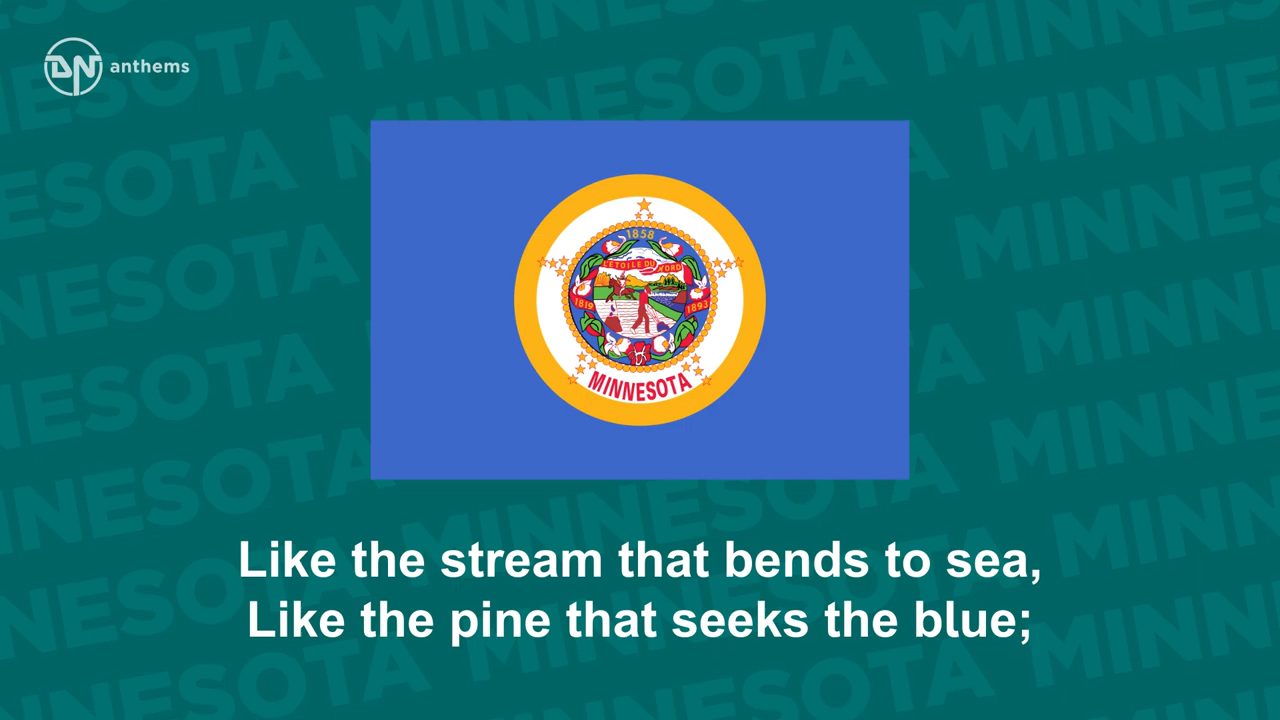 DN anthems
1858
L'ETOILE DU NORD
1819
1893
MINNESOTA
Like the stream that bends to sea,
Like the pine that seeks the blue;
MINNESOTA